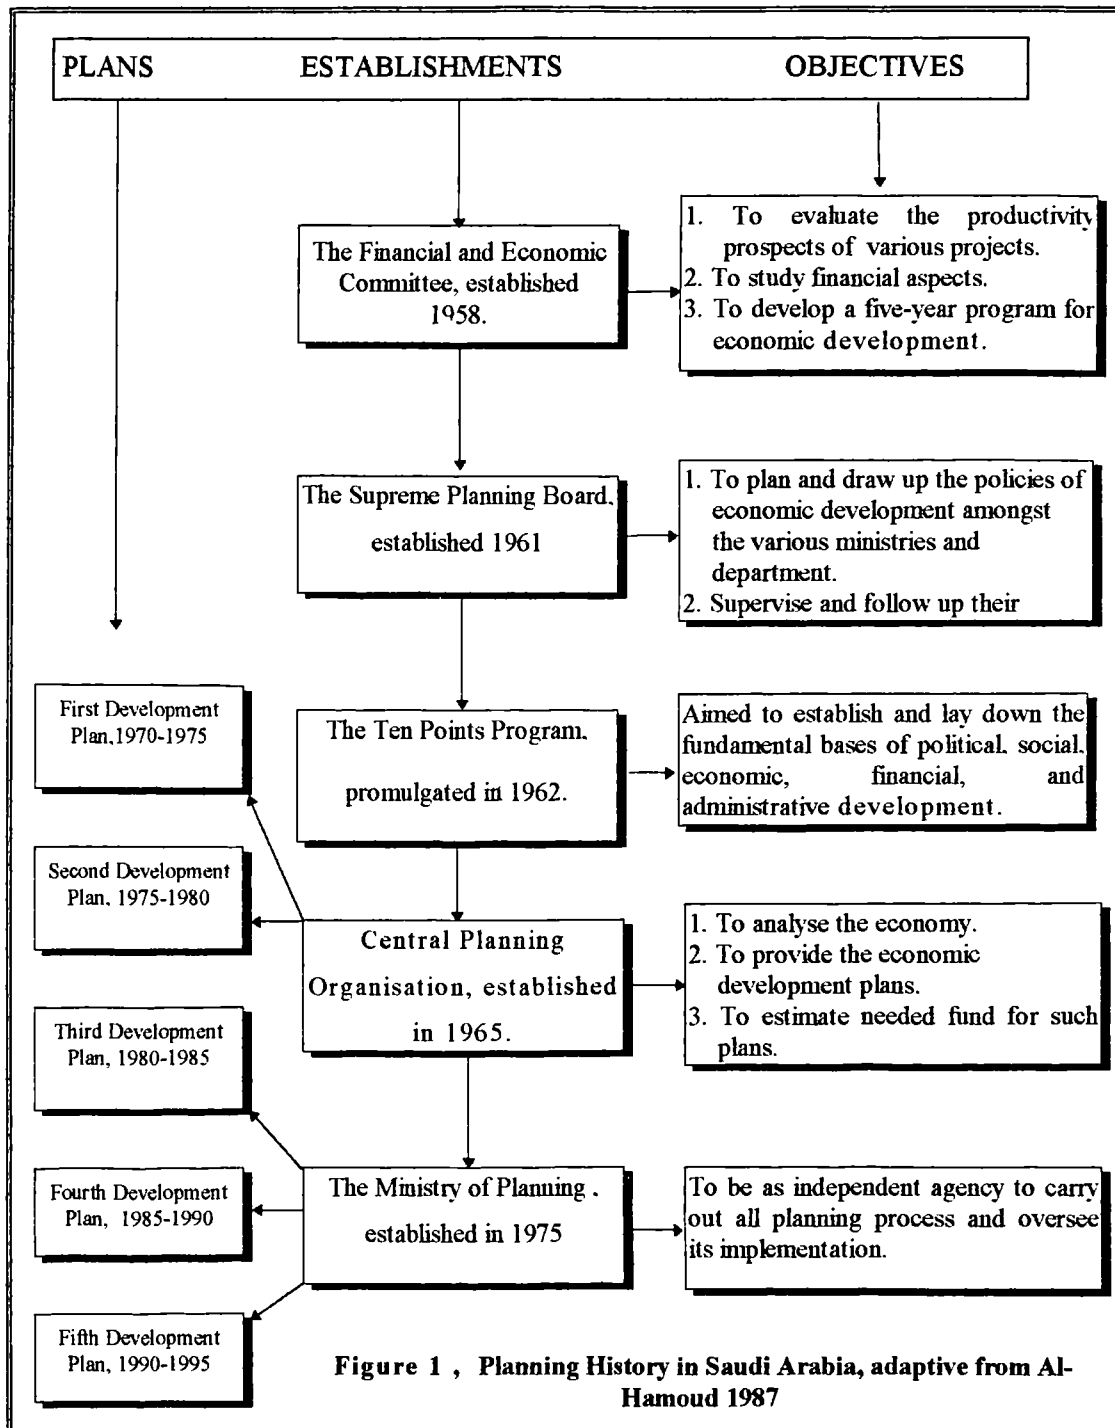 PLANS ESTABLISHMENTS OBJECTIVES
The Financial and Economic
Committee, established
1958.
1. To evaluate the productivity
prospects of various projects.
2. To study financial aspects.
3. To develop a five-year program for
economic development.
The Supreme Planning Board,
established 1961
1. To plan and draw up the policies of
economic development amongst
the various ministries and
department.
2. Supervise and follow up their
First Development
Plan,1970-1975
The Ten Points Program,
promulgated in 1962.
Aimed to establish and lay down the
fundamental bases of political, social,
economic, financial, and
administrative development.
Second Development
Plan, 1975-1980
Central Planning
Organisation, established
in 1965.
1. To analyse the economy.
2. To provide the economic
development plans.
3. To estimate needed fund for such
plans.
Third Development
Plan, 1980-1985
Fourth Development
Plan, 1985-1990
The Ministry of Planning ,
established in 1975
To be as independent agency to carry
out all planning process and oversee
its implementation.
Fifth Development
Plan, 1990-1995
Figure 1 , Planning History in Saudi Arabia, adaptive from Al-
Hamoud 1987